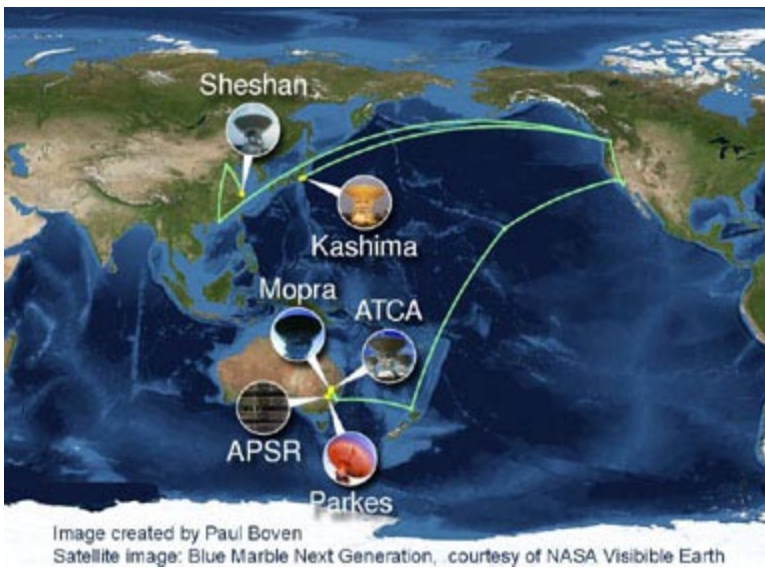 Sheshan
Kashima
Mopra
ATCA
APSR
Parkes
Image created by Paul Boven
Satellite image: Blue Marble Next Generation, courtesy of NASA Visibible Earth